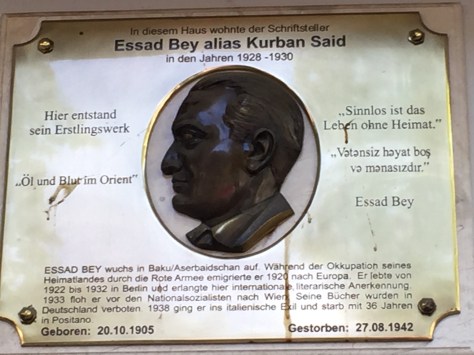 In diesem Haus wohnte der Schriftsteller
Essad Bey alias Kurban Said
in den Jahren 1928 -1930
Hier entstand
sein Erstlingswerk
„Öl und Blut im Orient”
„Sinnlos ist das
Leben ohne Heimat.”
„Vətənsiz həyat boş
və mənasızdır.”
Essad Bey
ESSAD BEY wuchs in Baku/Aserbaidschan auf. Während der Okkupation seines
Heimatlandes durch die Rote Armee emigrierte er 1920 nach Europa. Er lebte von
1922 bis 1932 in Berlin und erlangte hier internationale, literarische Anerkennung.
1933 floh er vor den Nationalsozialisten nach Wien. Seine Bücher wurden in
Deutschland verboten. 1938 ging er ins italienische Exil und starb mit 36 Jahren
in Positano.
Geboren: 20.10.1905
Gestorben: 27.08.1942